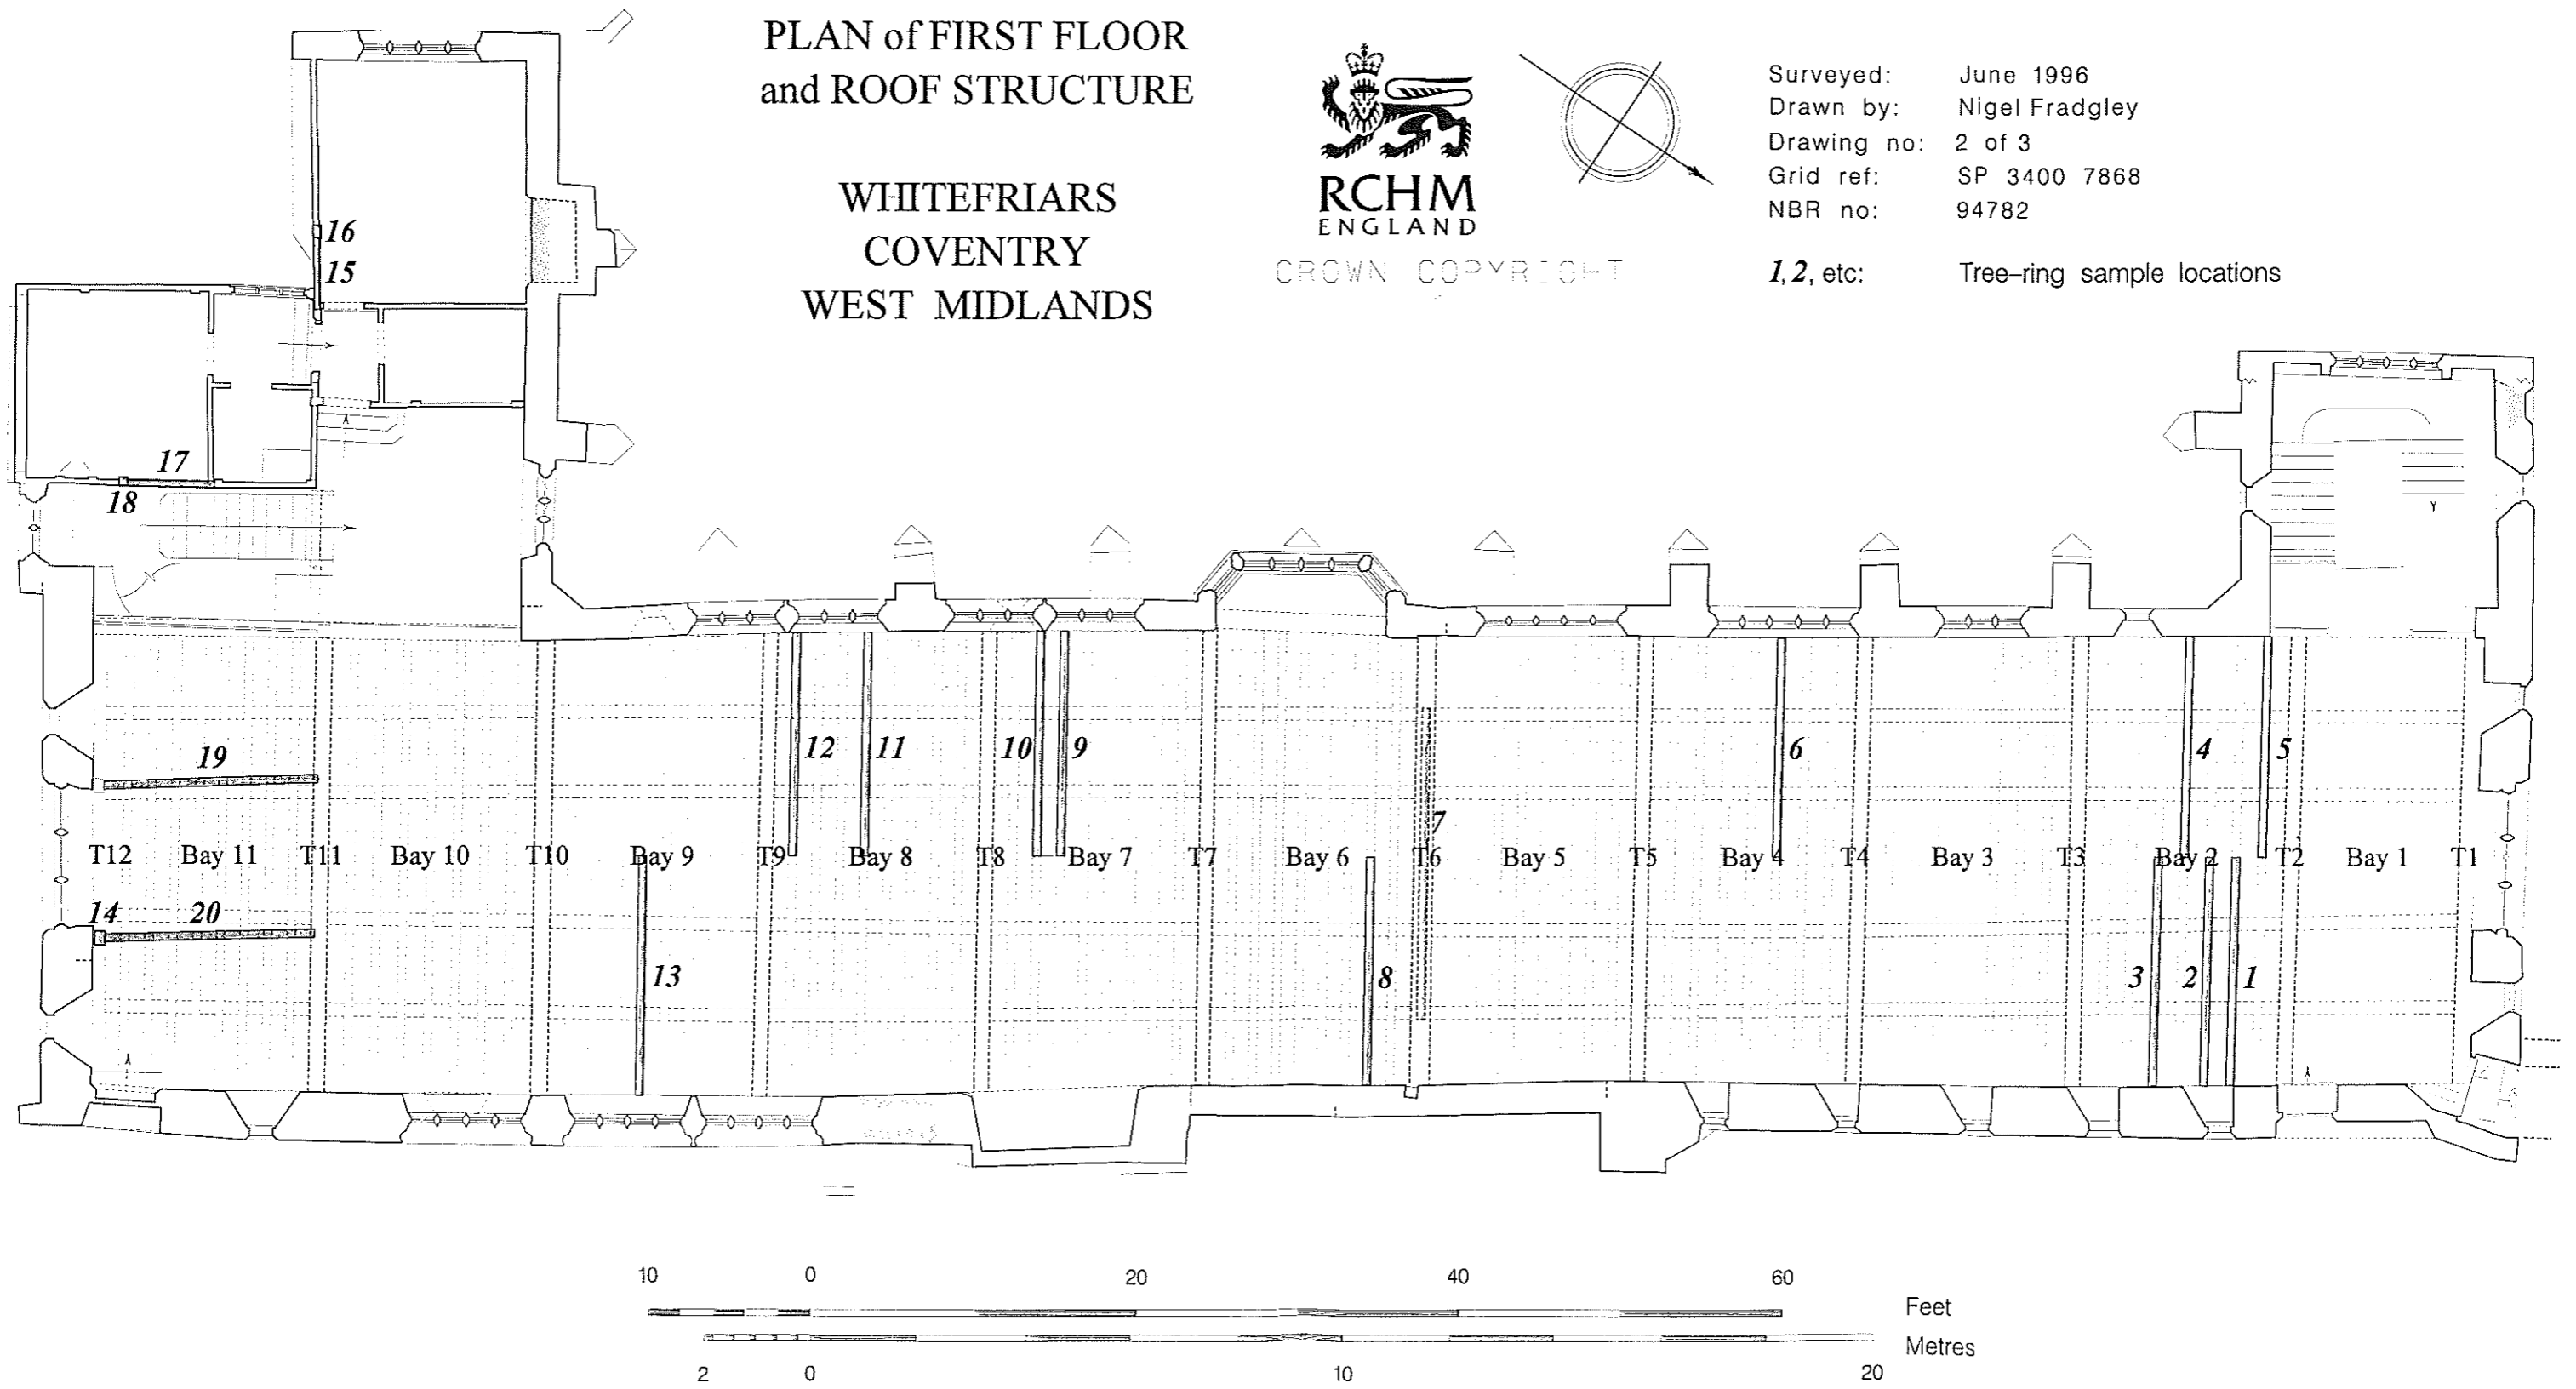 PLAN of FIRST FLOOR
and ROOF STRUCTURE
WHITEFRIARS
COVENTRY
WEST MIDLANDS
RCHM
ENGLAND
CROWN COPYRIGHT
Surveyed: June 1996
Drawn by: Nigel Fradgley
Drawing no: 2 of 3
Grid ref: SP 3400 7868
NBR no: 94782
1, 2, etc: Tree-ring sample locations
16
15
17
18
19
12 11 10 9 6 4 5
7
T12 Bay 11 T11 Bay 10 T10 Bay 9 T9 Bay 8 T8 Bay 7 T7 Bay 6 T6 Bay 5 T5 Bay 4 T4 Bay 3 T3 Bay 2 T2 Bay 1 T1
14 20
13 8 3 2 1
10 0 20 40 60
Feet
Metres
2 0 10 20